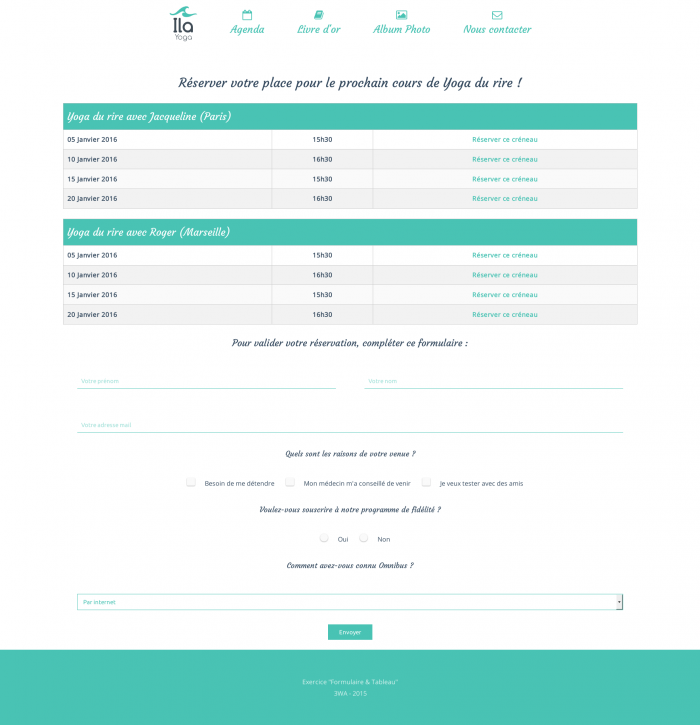 Ila
Yoga
Agenda
Livre d'or
Album Photo
Nous contacter
Réserver votre place pour le prochain cours de Yoga du rire !
Yoga du rire avec Jacqueline (Paris)
05 Janvier 2016 15h30 Réserver ce créneau
10 Janvier 2016 16h30 Réserver ce créneau
15 Janvier 2016 15h30 Réserver ce créneau
20 Janvier 2016 16h30 Réserver ce créneau
Yoga du rire avec Roger (Marseille)
05 Janvier 2016 15h30 Réserver ce créneau
10 Janvier 2016 16h30 Réserver ce créneau
15 Janvier 2016 15h30 Réserver ce créneau
20 Janvier 2016 16h30 Réserver ce créneau
Pour valider votre réservation, compléter ce formulaire :
Votre prénom Votre nom
Votre adresse mail
Quels sont les raisons de votre venue ?
Besoin de me détendre Mon médecin m'a conseillé de venir Je veux tester avec des amis
Voulez-vous souscrire à notre programme de fidélité ?
Oui Non
Comment avez-vous connu Omnibus ?
Par internet
Envoyer
Exercice "Formulaire & Tableau"
3WA - 2015